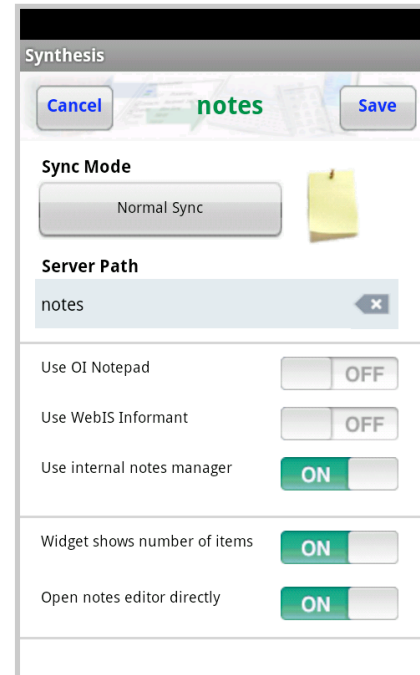 Synthesis
Cancel
notes
Save
Sync Mode
Normal Sync
Server Path
notes
Use OI Notepad
OFF
Use WebIS Informant
OFF
Use internal notes manager
ON
Widget shows number of items
ON
Open notes editor directly
ON